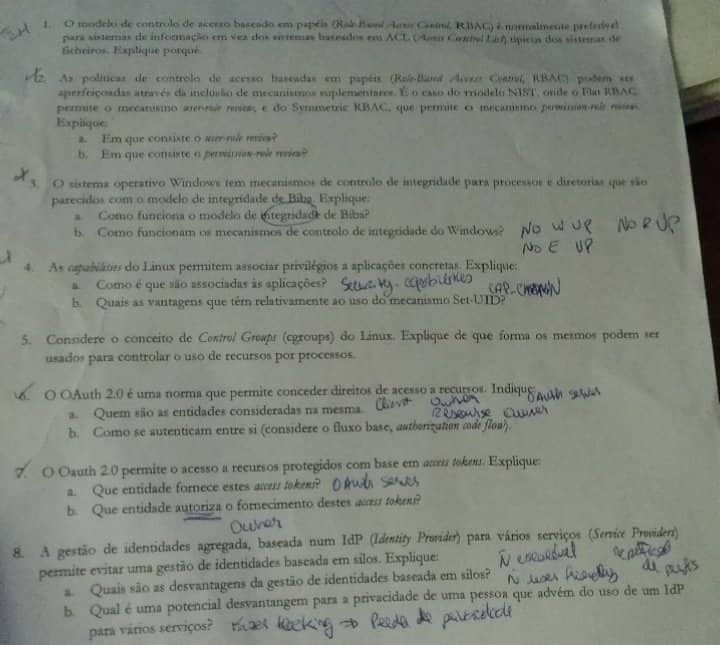 1. O modelo de controlo de acesso baseado em papéis (Role-Based Access Control, RBAC) é normalmente preferível
para sistemas de informação em vez dos sistemas baseados em ACL (Access Control List) típicos dos sistemas de
ficheiros. Explique porquê.
2. As políticas de controlo de acesso baseadas em papéis (Role-Based Access Control, RBAC) podem ser
aperfeiçoadas através da inclusão de mecanismos suplementares. É o caso do modelo NIST, onde o Flat RBAC
permite o mecanismo user-role review, e do Symmetric RBAC, que permite o mecanismo permission-role review.
Explique:
a. Em que consiste o user-role review?
b. Em que consiste o permission-role review?
3. O sistema operativo Windows tem mecanismos de controlo de integridade para processos e diretorias que são
parecidos com o modelo de integridade de Biba. Explique:
a. Como funciona o modelo de integridade de Biba?
b. Como funcionam os mecanismos de controlo de integridade do Windows? NO W UP NO R UP
NO E UP
4. As capabilities do Linux permitem associar privilégios a aplicações concretas. Explique:
a. Como é que são associadas às aplicações? Security-capabilities
b. Quais as vantagens que têm relativamente ao uso do mecanismo Set-UID?
5. Considere o conceito de Control Groups (cgroups) do Linux. Explique de que forma os mesmos podem ser
usados para controlar o uso de recursos por processos.
6. O OAuth 2.0 é uma norma que permite conceder direitos de acesso a recursos. Indique:
a. Quem são as entidades consideradas na mesma. Client Owner OAuth server
b. Como se autenticam entre si (considere o fluxo base, authorization code flow).
7. O Oauth 2.0 permite o acesso a recursos protegidos com base em access tokens. Explique:
a. Que entidade fornece estes access tokens? OAuth server
b. Que entidade autoriza o fornecimento destes access tokens?
Owner
8. A gestão de identidades agregada, baseada num IdP (Identity Provider) para vários serviços (Service Providers)
permite evitar uma gestão de identidades baseada em silos. Explique:
a. Quais são as desvantagens da gestão de identidades baseada em silos? Ñ user friendly
b. Qual é uma potencial desvantagem para a privacidade de uma pessoa que advém do uso de um IdP
para vários serviços? Perda de privacidade